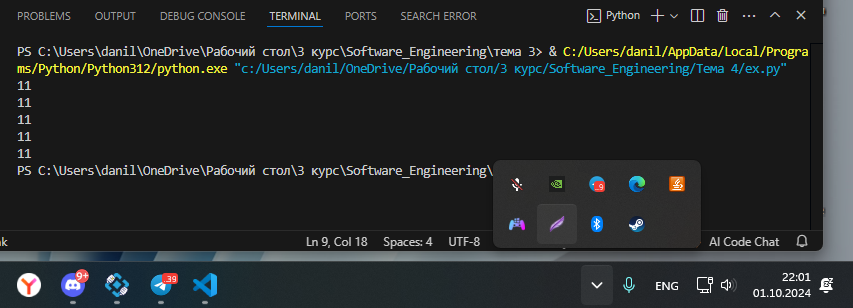 PROBLEMS OUTPUT DEBUG CONSOLE TERMINAL PORTS SEARCH ERROR Python
PS C:\Users\danil\OneDrive\Рабочий стол\3 курс\Software_Engineering\тема 3> & C:/Users/danil/AppData/Local/Progra
ms/Python/Python312/python.exe "c:/Users/danil/OneDrive/Рабочий стол/3 курс/Software_Engineering/Тема 4/ex.py"
11
11
11
11
11
PS C:\Users\danil\OneDrive\Рабочий стол\3 курс\Software_Engineering\
Ln 9, Col 18 Spaces: 4 UTF-8 AI Code Chat
9+ 39 ENG 22:01
01.10.2024